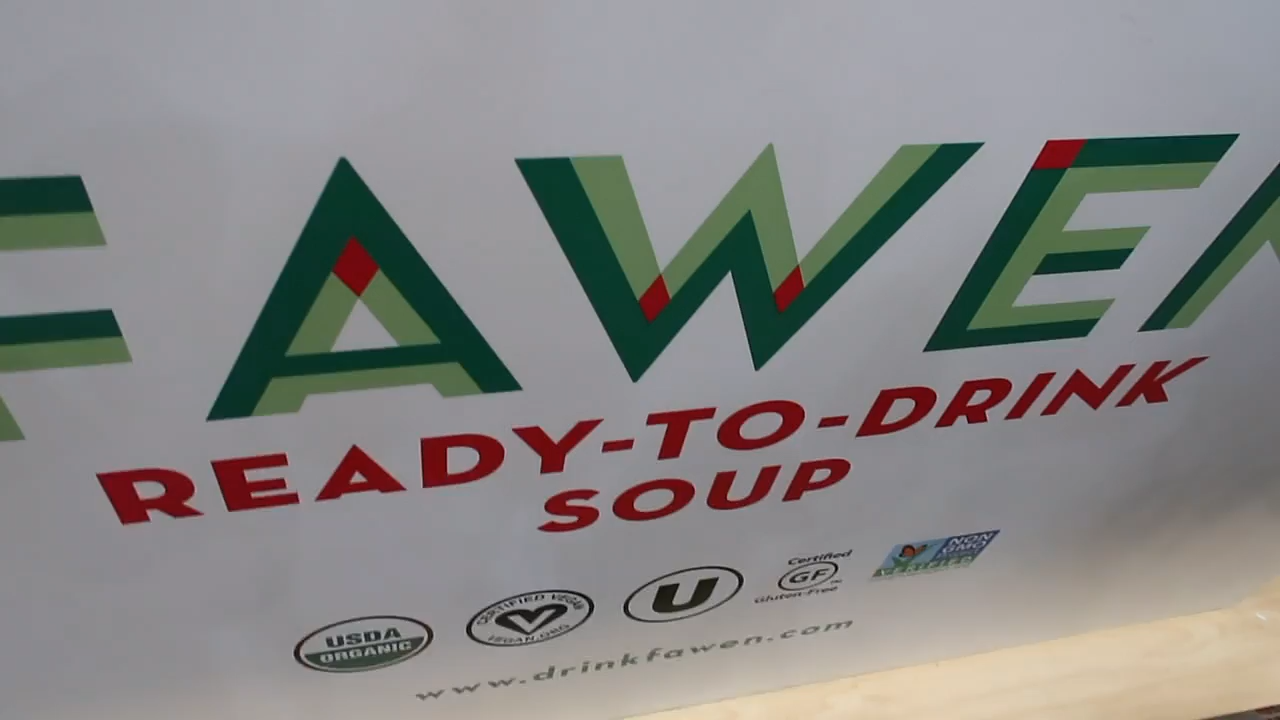 FAWEN
READY-TO-DRINK
SOUP
USDA
ORGANIC
CERTIFIED VEGAN
VEGAN.ORG
U
Certified
GF
Gluten-Free
NON
GMO
VERIFIED
www.drinkfawen.com